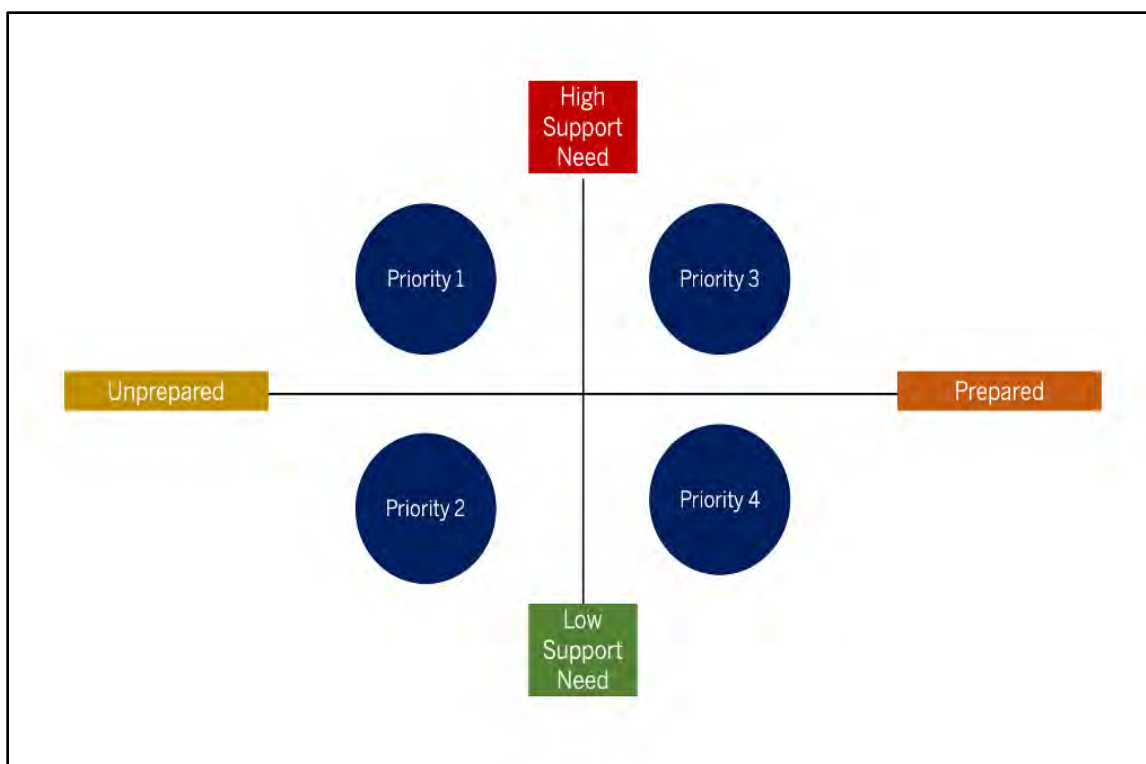 High
Support
Need
Priority 1
Priority 3
Unprepared
Prepared
Priority 2
Priority 4
Low
Support
Need